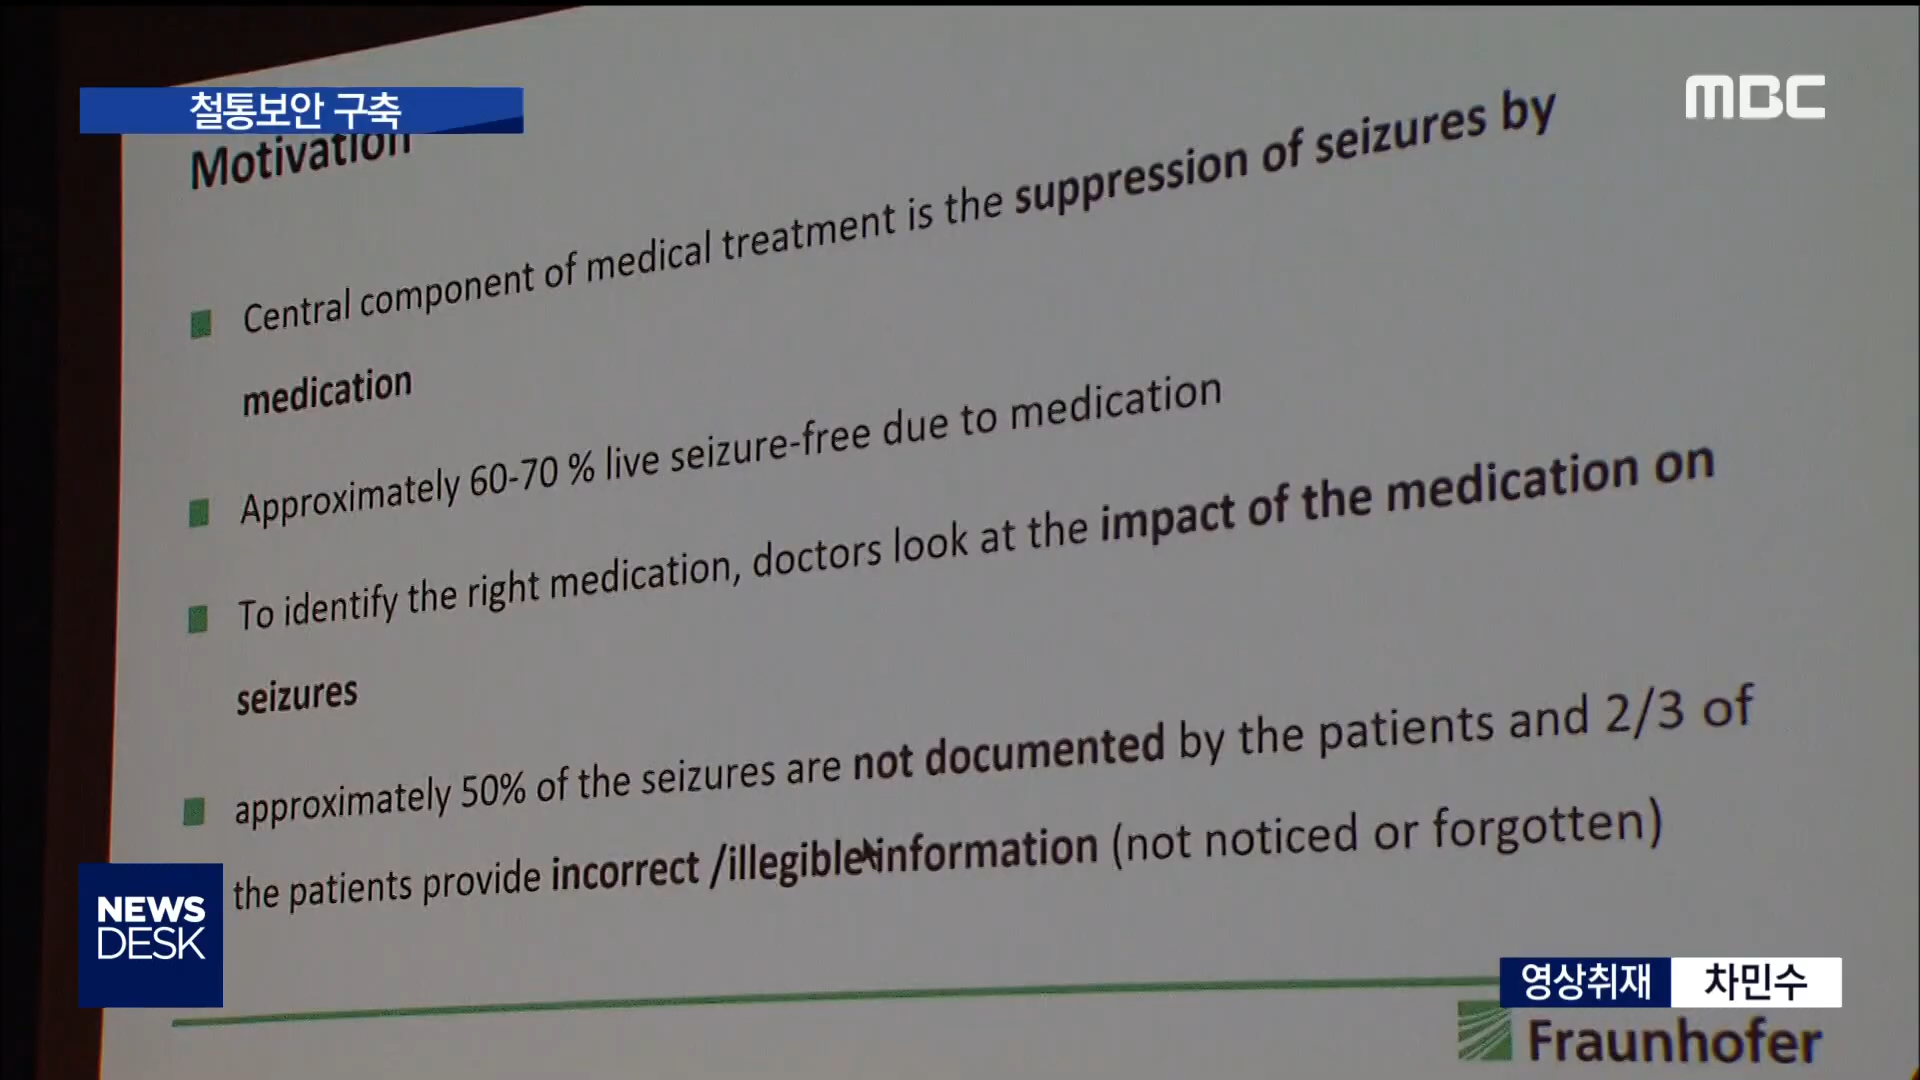 철통보안 구축
MBC
Motivation
Central component of medical treatment is the suppression of seizures by
medication
Approximately 60-70 % live seizure-free due to medication
To identify the right medication, doctors look at the impact of the medication on
seizures
approximately 50% of the seizures are not documented by the patients and 2/3 of
the patients provide incorrect /illegible information (not noticed or forgotten)
NEWS
DESK
영상취재 차민수
Fraunhofer